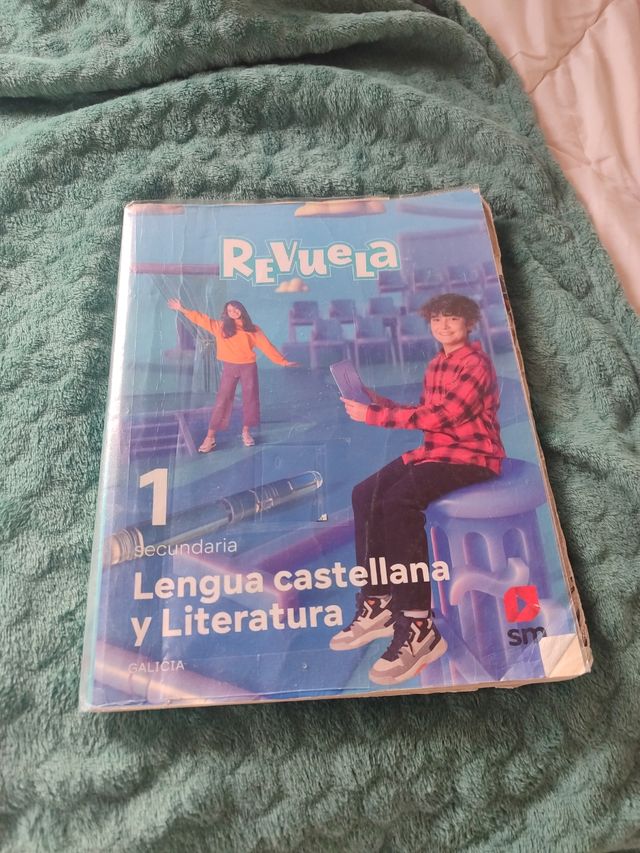 ReVueLa
1
secundaria
Lengua castellana
y Literatura
GALICIA
sm